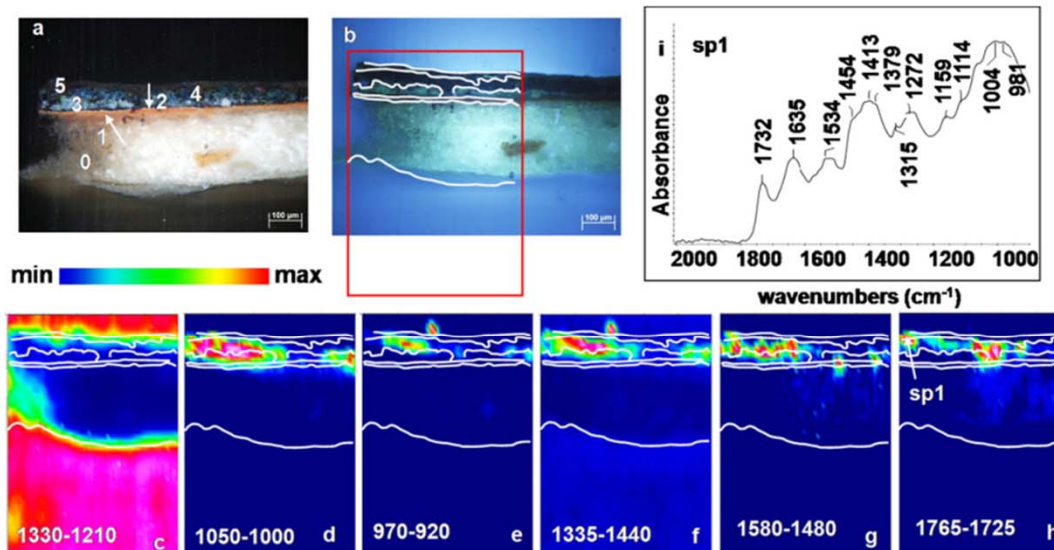 a
5
3
2
4
1
0
100 µm
b
100 µm
i
sp1
1732
1635
1534
1454
1413
1379
1315
1272
1159
1114
1004
981
Absorbance
2000 1800 1600 1400 1200 1000
wavenumbers (cm-1)
min max
1330-1210 c
1050-1000 d
970-920 e
1335-1440 f
1580-1480 g
sp1
1765-1725 h